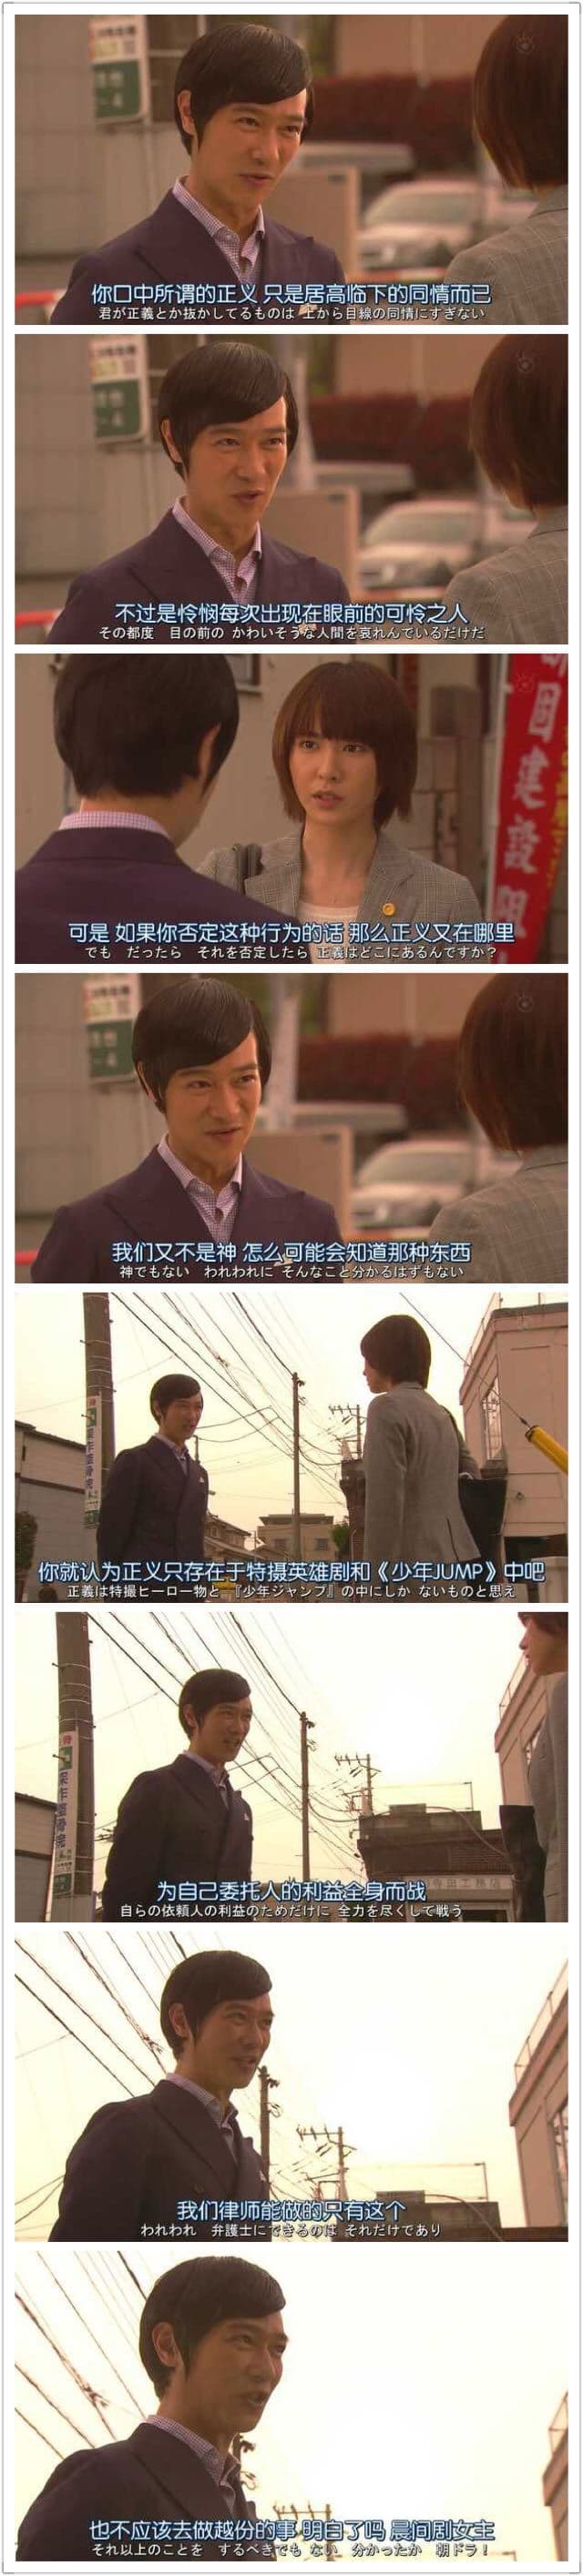 你口中所谓的正义 只是居高临下的同情而已
君が正義とか抜かしてるものは 上から目線の同情にすぎない
不过是怜悯每次出现在眼前的可怜之人
その都度 目の前の かわいそうな人間を哀れんでいるだけだ
目建設阻
可是 如果你否定这种行为的话 那么正义又在哪里
でも だったら それを否定したら 正義はどこにあるんですか？
我们又不是神 怎么可能会知道那种东西
神でもない われわれに そんなこと分かるはずもない
你就认为正义只存在于特摄英雄剧和《少年JUMP》中吧
正義は特撮ヒーロー物と 『少年ジャンプ』の中にしか ないものと思え
为自己委托人的利益全身而战
自らの依頼人の利益のためだけに 全力を尽くして戦う
我们律师能做的只有这个
われわれ 弁護士にできるのは それだけであり
也不应该去做越份的事 明白了吗 晨间剧女主
それ以上のことを するべきでも ない 分かったか 朝ドラ！